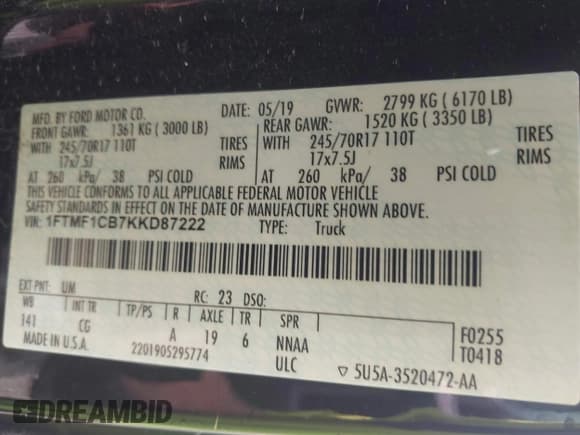 MFD. BY FORD MOTOR CO. DATE: 05/19 GVWR: 2799 KG ( 6170 LB)
FRONT GAWR: 1361 KG ( 3000 LB) REAR GAWR: 1520 KG ( 3350 LB)
WITH 245/70R17 110T TIRES WITH 245/70R17 110T TIRES
17x7.5J RIMS 17x7.5J RIMS
AT 260 kPa/ 38 PSI COLD AT 260 kPa/ 38 PSI COLD
THIS VEHICLE CONFORMS TO ALL APPLICABLE FEDERAL MOTOR VEHICLE
SAFETY STANDARDS IN EFFECT ON THE DATE OF MANUFACTURE SHOWN ABOVE.
VIN: 1FTMF1CB7KKD87222 TYPE: Truck
EXT PNT: UM RC: 23 DSO:
WB INT TR TP/PS R AXLE TR SPR
141 CG A 19 6 NNAA F0255
MADE IN U.S.A. 2201905295774 ULC T0418
▽ 5U5A-3520472-AA
DREAMBID